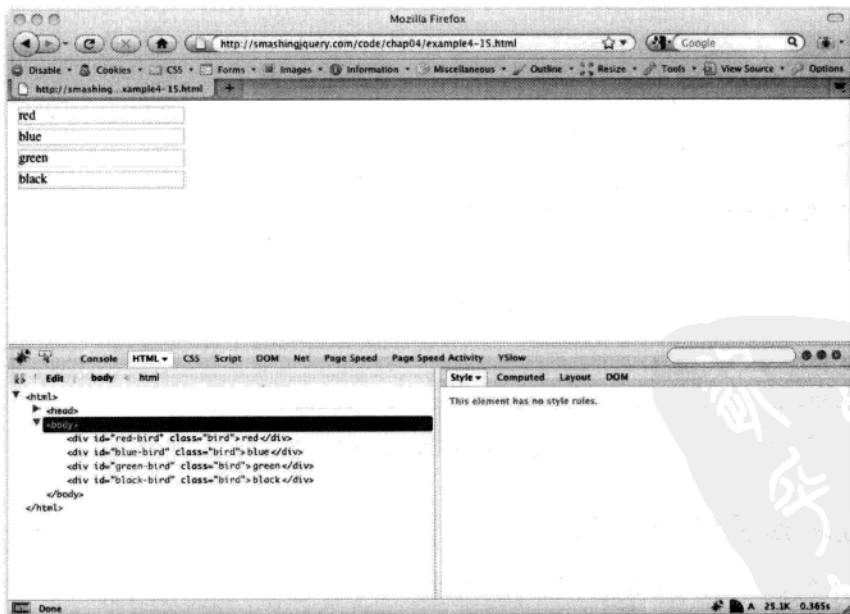 Mozilla Firefox
http://smashingjquery.com/code/chap04/example4-15.html
Google
Disable Cookies CSS Forms Images Information Miscellaneous Outline Resize Tools View Source Options
http://smashing...xample4-15.html
red
blue
green
black
Console HTML CSS Script DOM Net Page Speed Page Speed Activity YSlow
Edit body < html
Style Computed Layout DOM
<html>
<head>
<body>
<div id="red-bird" class="bird">red</div>
<div id="blue-bird" class="bird">blue</div>
<div id="green-bird" class="bird">green</div>
<div id="black-bird" class="bird">black</div>
</body>
</html>
This element has no style rules.
Done
A 25.1K 0.365s